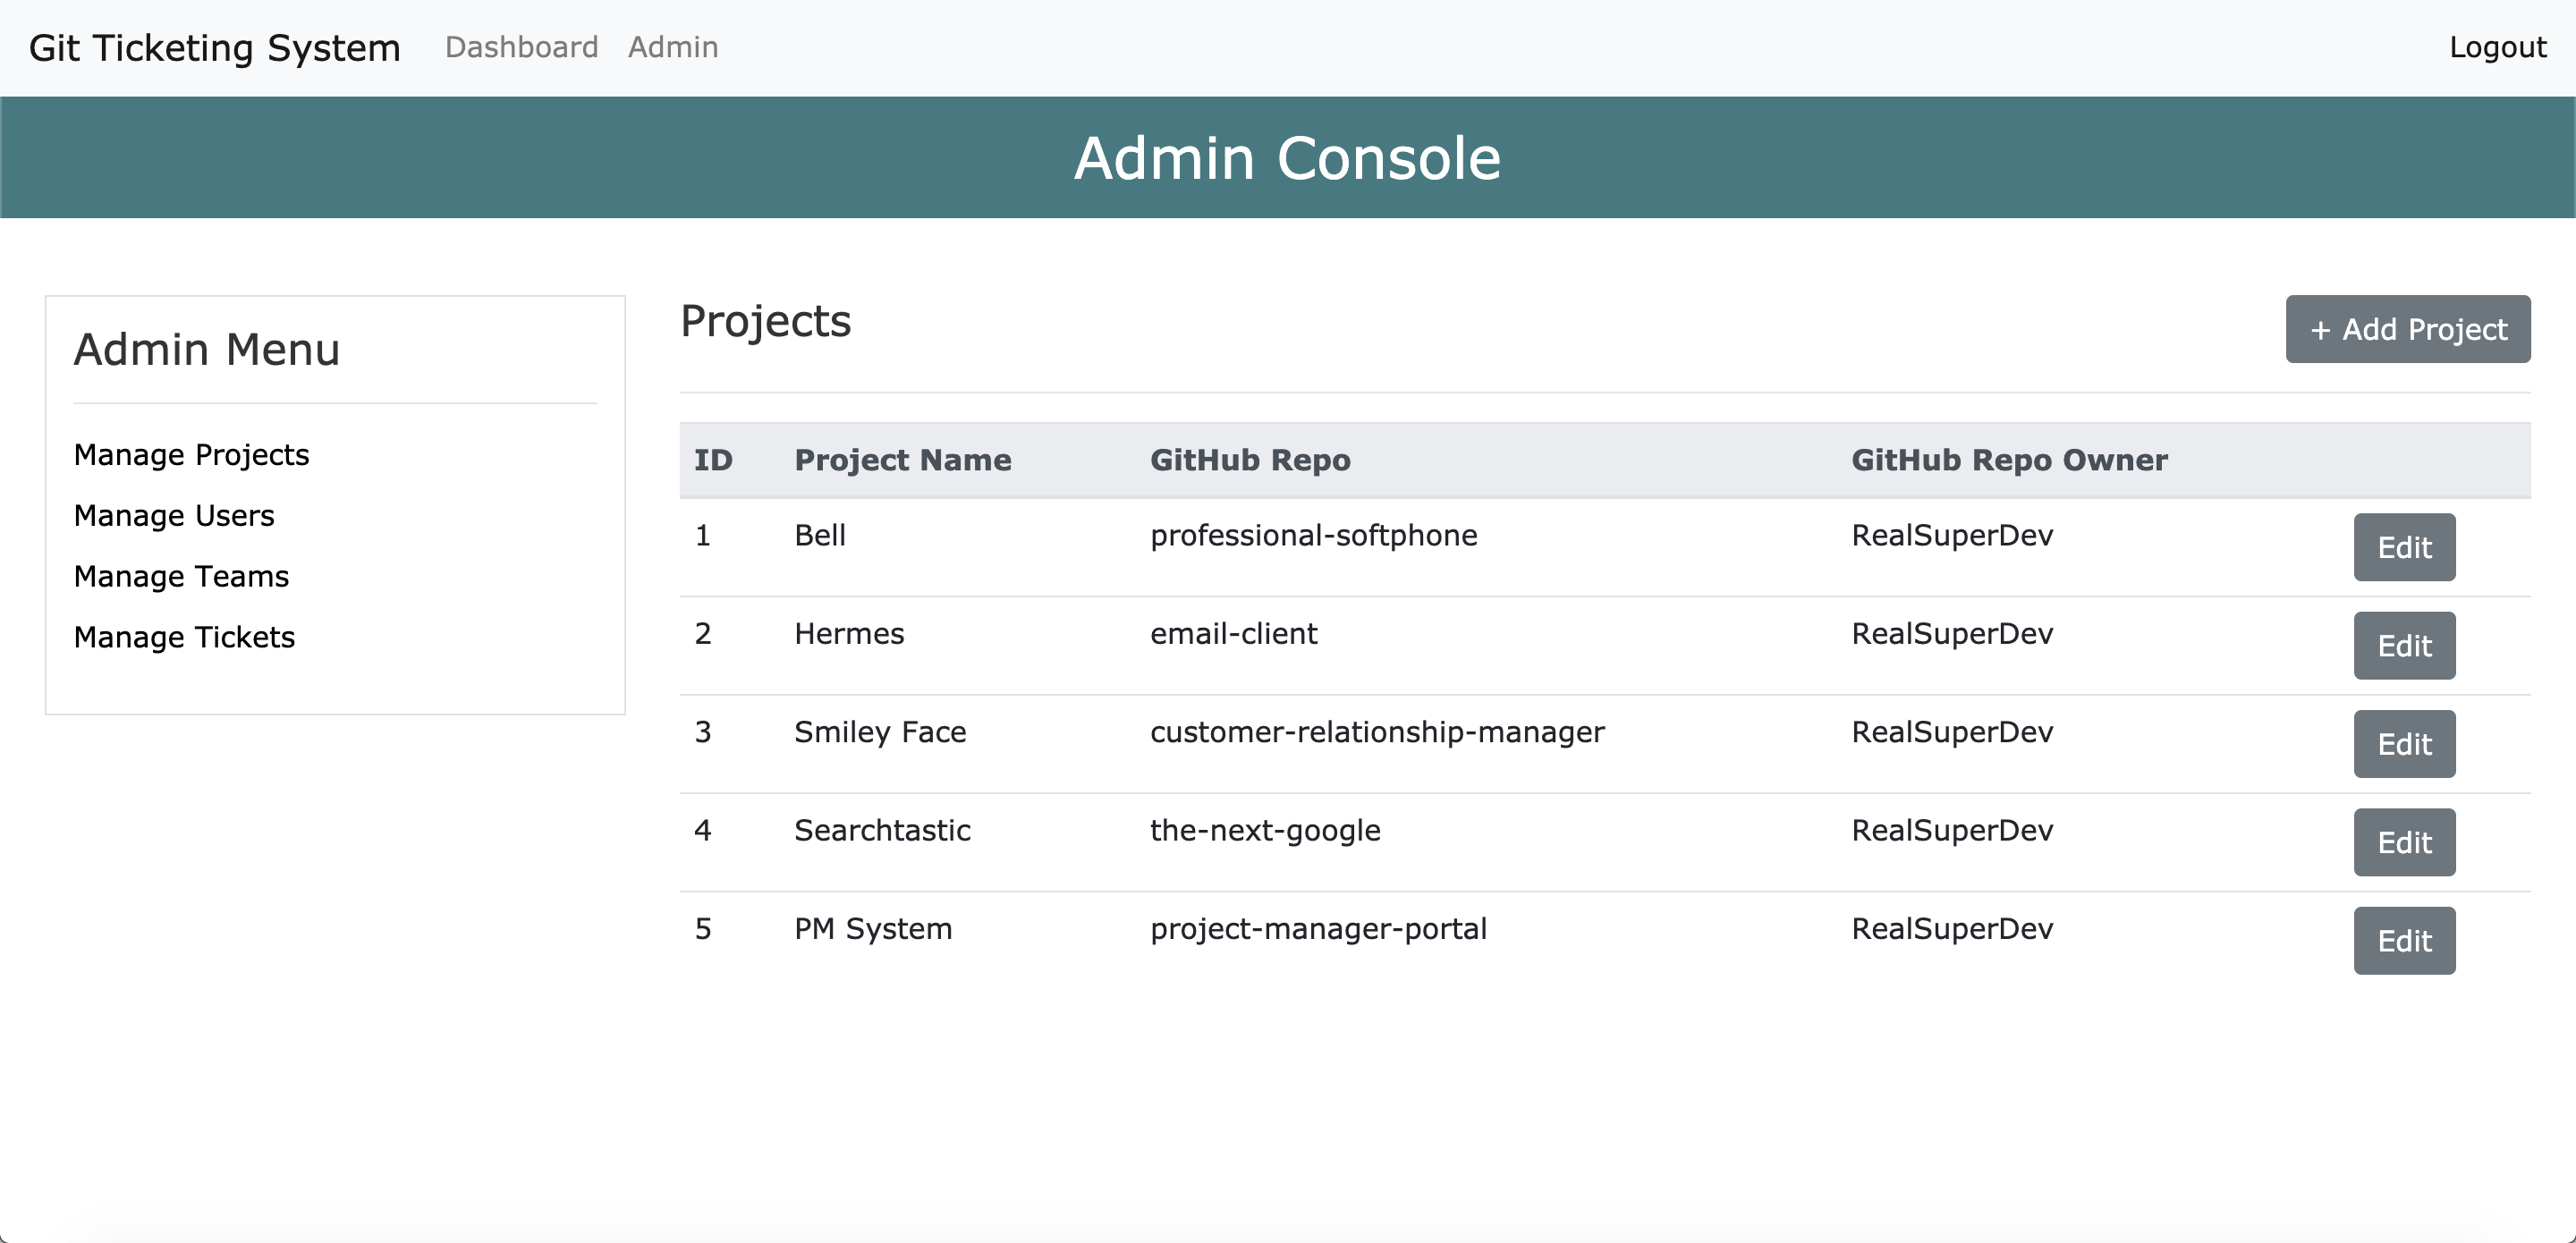 Git Ticketing System Dashboard Admin Logout
Admin Console
Admin Menu
Manage Projects
Manage Users
Manage Teams
Manage Tickets
Projects
+ Add Project
ID Project Name GitHub Repo GitHub Repo Owner
1 Bell professional-softphone RealSuperDev Edit
2 Hermes email-client RealSuperDev Edit
3 Smiley Face customer-relationship-manager RealSuperDev Edit
4 Searchtastic the-next-google RealSuperDev Edit
5 PM System project-manager-portal RealSuperDev Edit